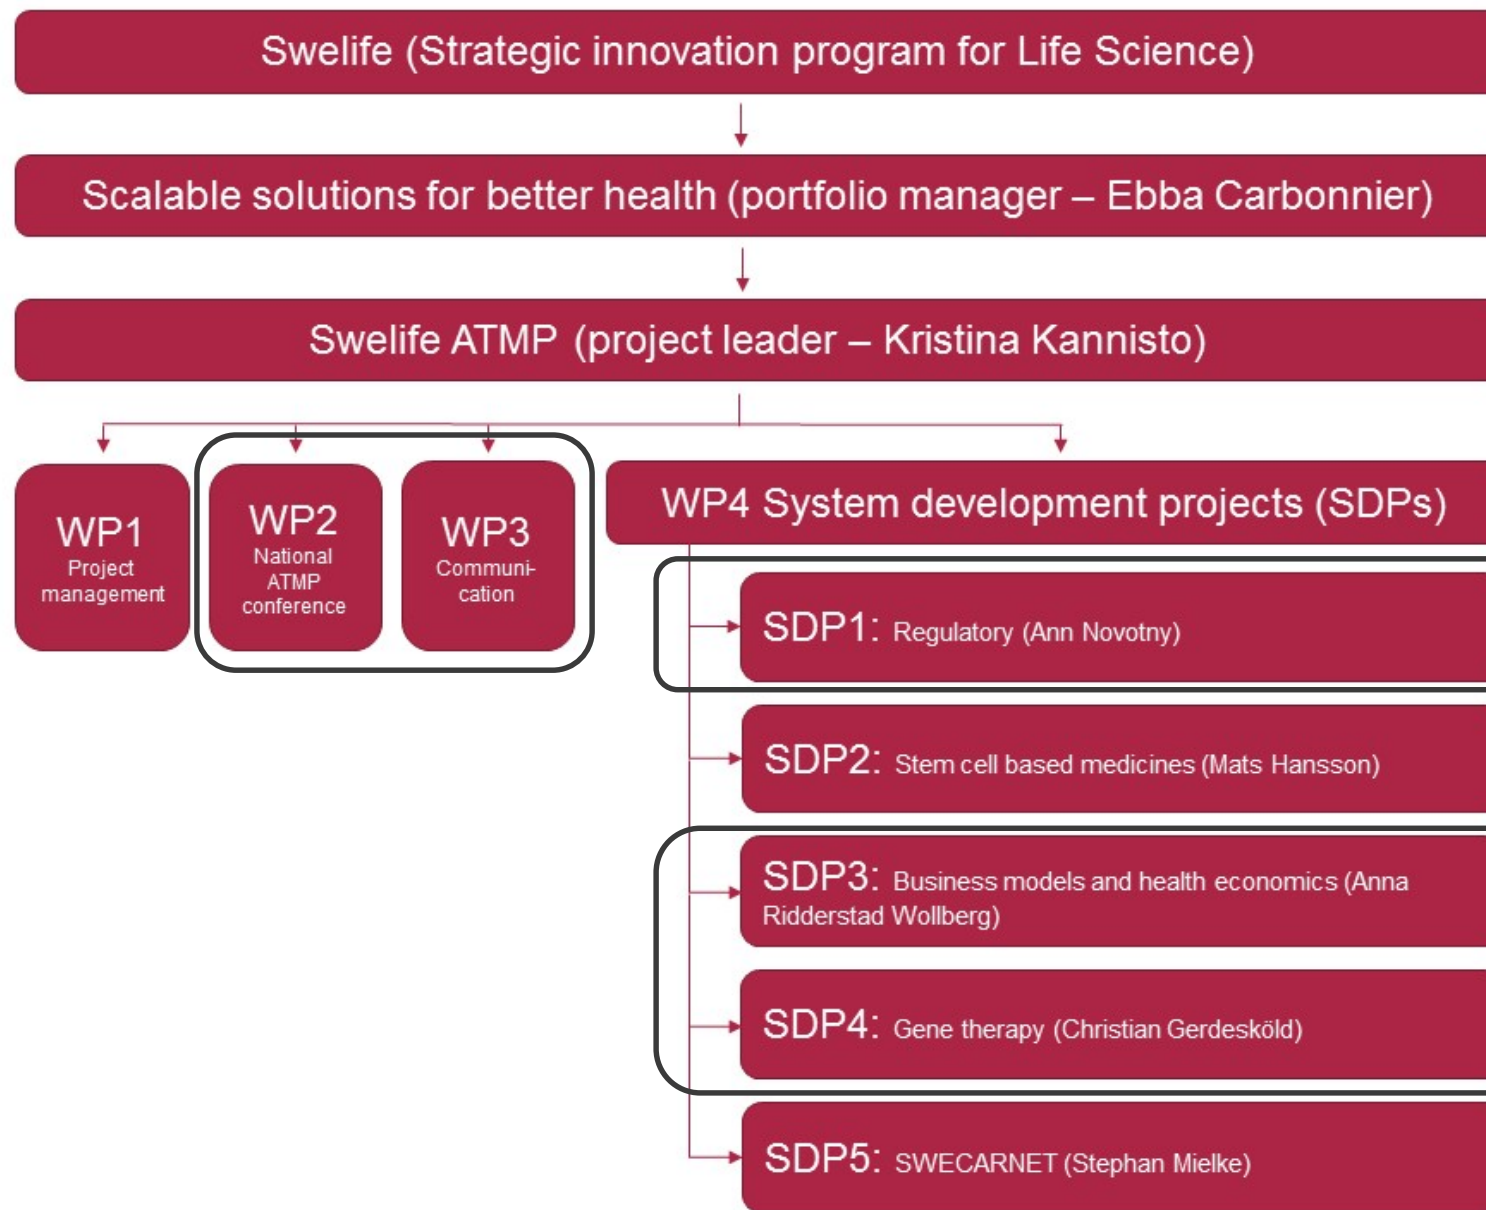 Swelife (Strategic innovation program for Life Science)
Scalable solutions for better health (portfolio manager – Ebba Carbonnier)
Swelife ATMP (project leader – Kristina Kannisto)
WP1
Project
management
WP2
National
ATMP
conference
WP3
Communi-
cation
WP4 System development projects (SDPs)
SDP1: Regulatory (Ann Novotny)
SDP2: Stem cell based medicines (Mats Hansson)
SDP3: Business models and health economics (Anna
Ridderstad Wollberg)
SDP4: Gene therapy (Christian Gerdesköld)
SDP5: SWECARNET (Stephan Mielke)